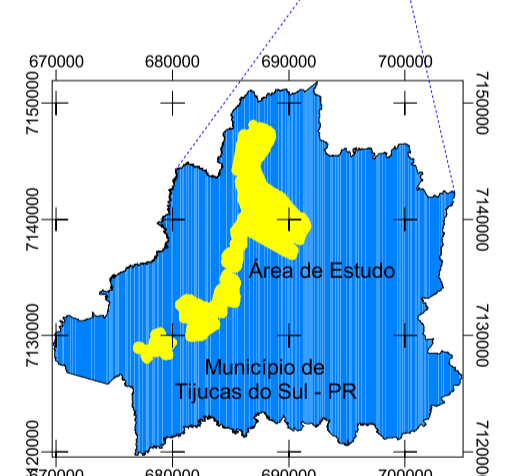 670000 680000 690000 700000
7150000 7150000
7140000 7140000
Área de Estudo
7130000 7130000
Município de
Tijucas do Sul - PR
7120000 7120000
670000 680000 690000 700000